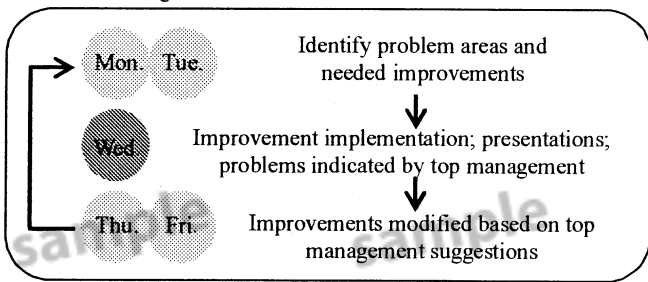 Mon. Tue.
Identify problem areas and
needed improvements
Wed.
Improvement implementation; presentations;
problems indicated by top management
Thu. Fri.
Improvements modified based on top
management suggestions
sample
sample